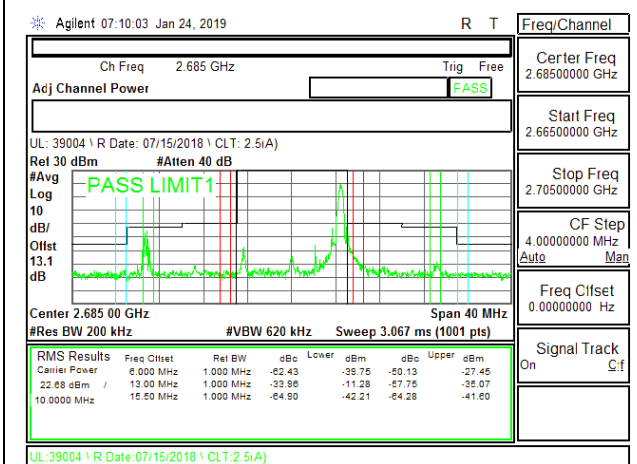 Agilent 07:10:03 Jan 24, 2019 R T
Freq/Channel
Ch Freq 2.685 GHz Trig Free
Adj Channel Power PASS
Center Freq
2.68500000 GHz
Start Freq
2.66500000 GHz
Stop Freq
2.70500000 GHz
CF Step
4.00000000 MHz
Auto Man
Freq Offset
0.00000000 Hz
Signal Track
On Off
UL: 39004 \ R Date: 07/15/2018 \ CLT: 2.5(A)
Ref 30 dBm #Atten 40 dB
#Avg
Log
10
dB/
Offst
13.1
dB
PASS LIMIT1
Center 2.685 00 GHz Span 40 MHz
#Res BW 200 kHz #VBW 620 kHz Sweep 3.067 ms (1001 pts)
RMS Results Freq Offset Ref BW dBc Lower dBm dBc Upper dBm
Carrier Power 6.000 MHz 1.000 MHz -62.43 -39.75 -50.13 -27.45
22.68 dBm / 13.00 MHz 1.000 MHz -33.96 -11.28 -57.75 -35.07
10.0000 MHz 15.50 MHz 1.000 MHz -64.90 -42.21 -64.28 -41.60
UL:39004 \ R Date:07/15/2018 \ CLT:2.5(A)